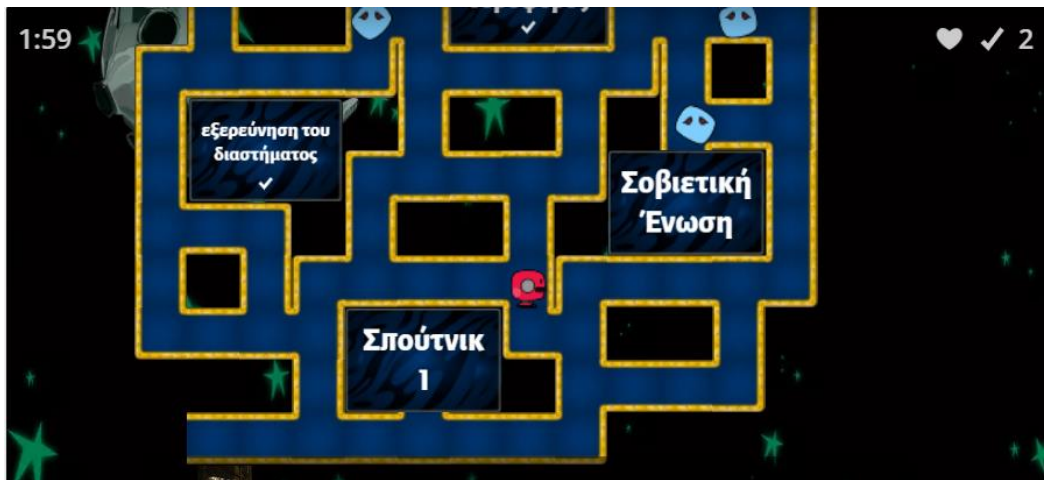 1:59
✓ 2
✓
εξερεύνηση του
διαστήματος
✓
Σοβιετική
Ένωση
Σπούτνικ
1